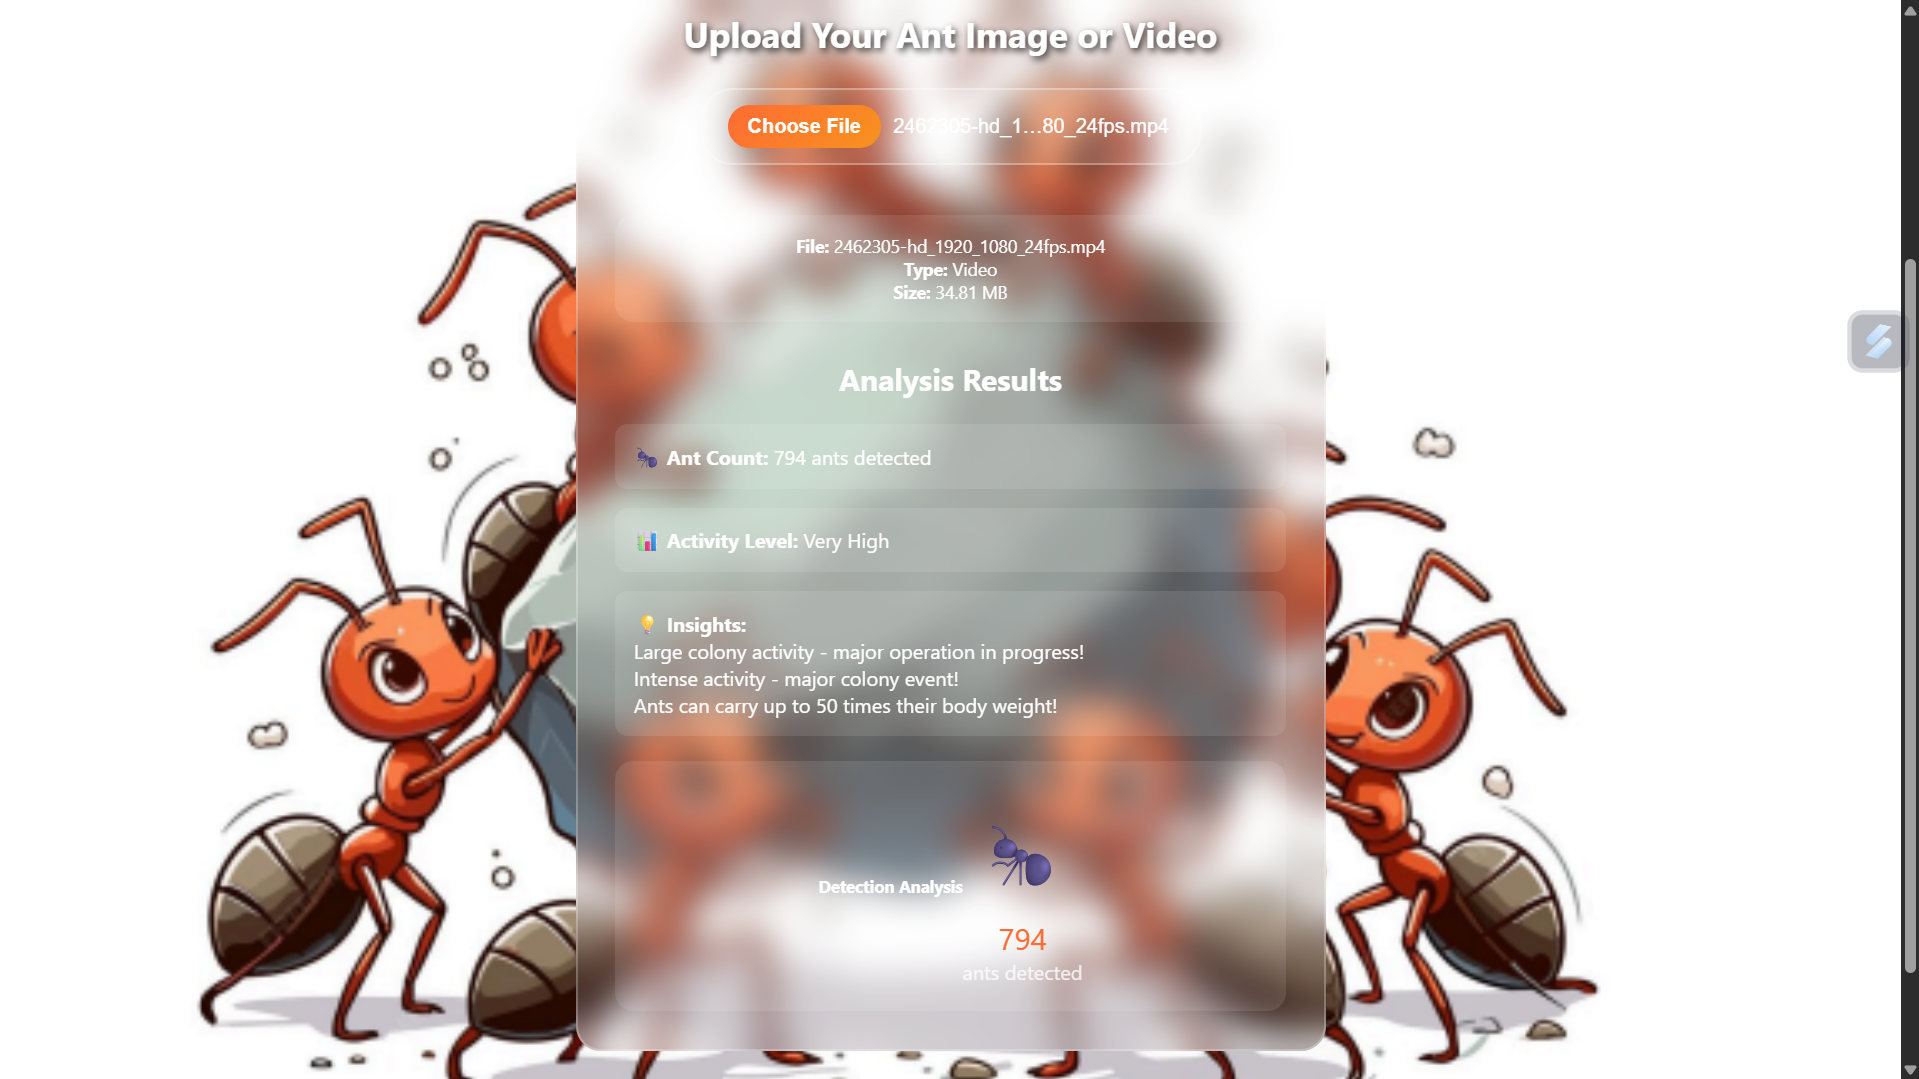 Upload Your Ant Image or Video
Choose File 2462305-hd_1...80_24fps.mp4
File: 2462305-hd_1920_1080_24fps.mp4
Type: Video
Size: 34.81 MB
Analysis Results
Ant Count: 794 ants detected
Activity Level: Very High
Insights:
Large colony activity - major operation in progress!
Intense activity - major colony event!
Ants can carry up to 50 times their body weight!
Detection Analysis
794
ants detected